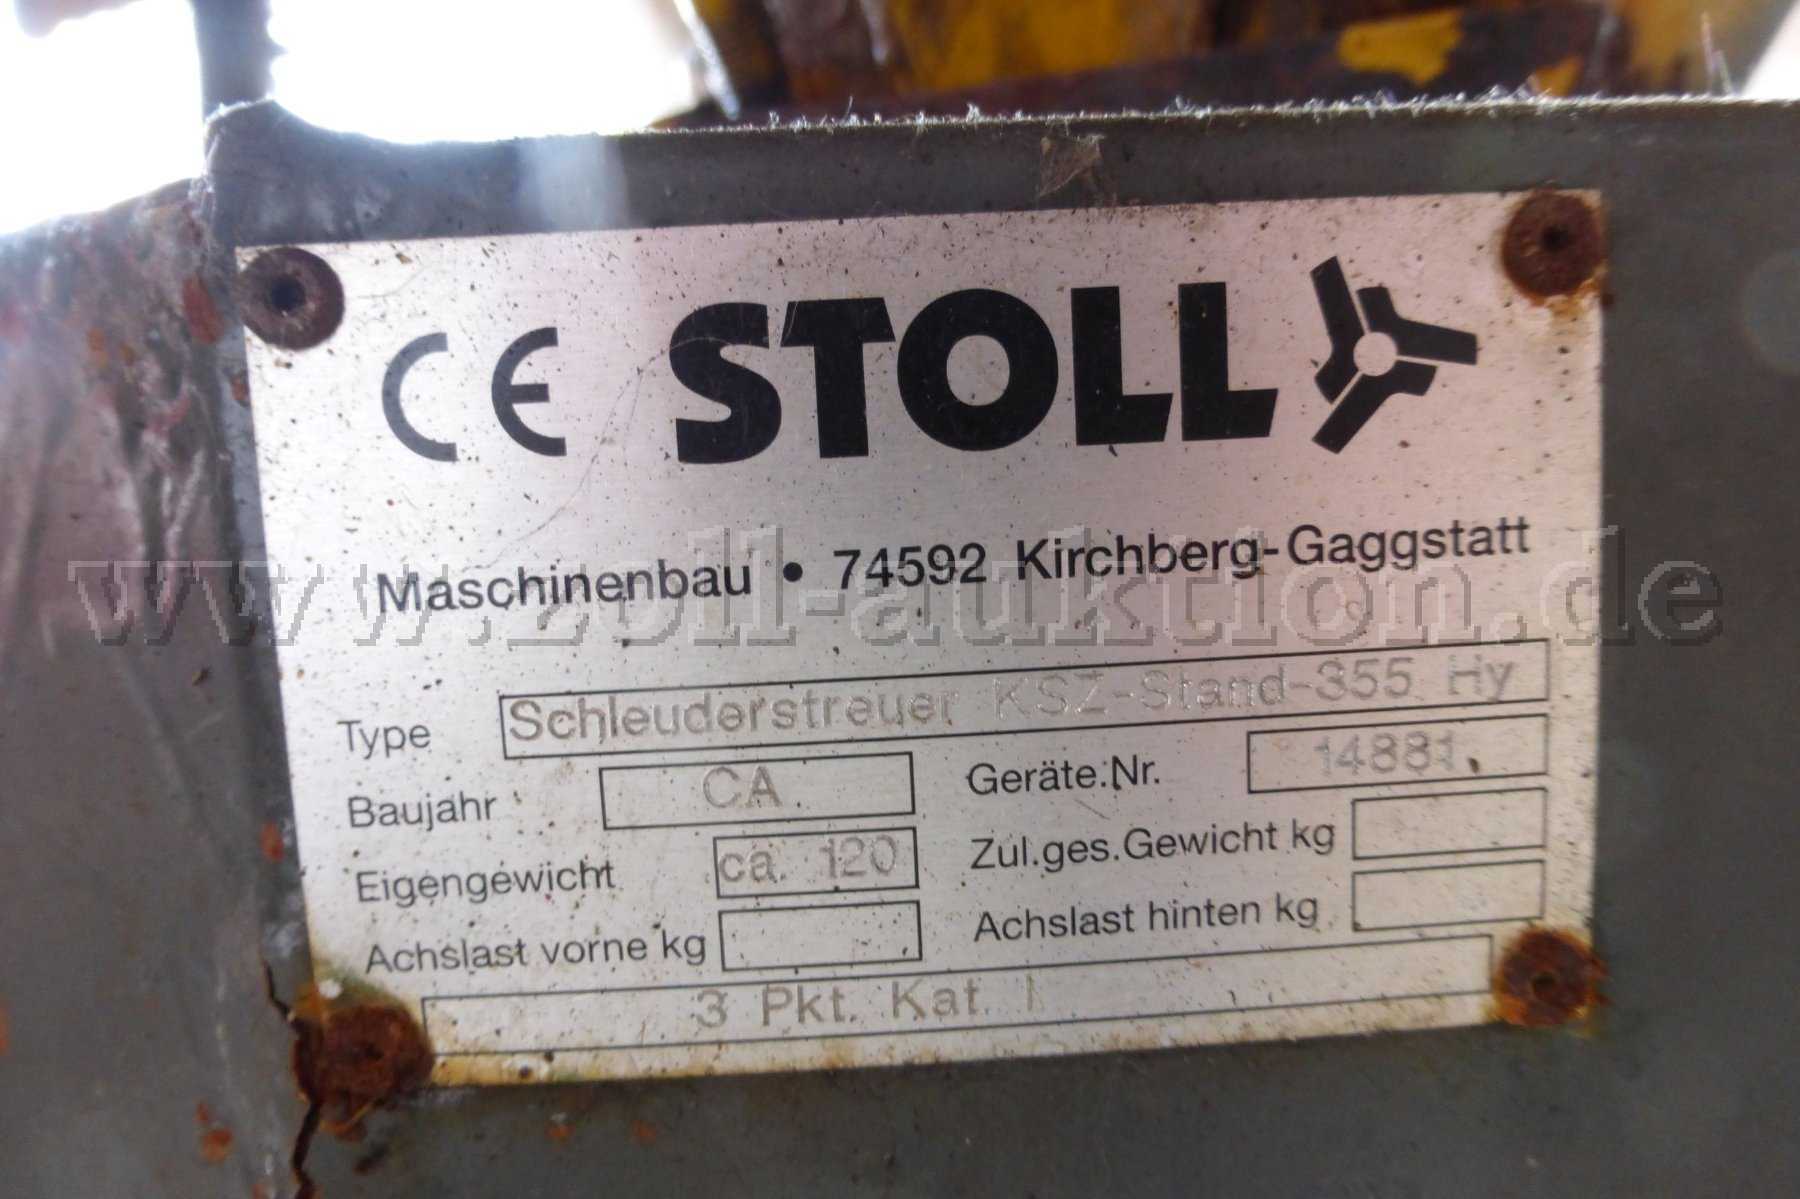 CE STOLL
Maschinenbau • 74592 Kirchberg-Gaggstatt
www.zoll-auktion.de
Type Schleuderstreuer KSZ-Stand-355 Hy
Baujahr CA. Geräte.Nr. 14881.
Eigengewicht ca. 120 Zul.ges.Gewicht kg
Achslast vorne kg Achslast hinten kg
3 Pkt. Kat. I